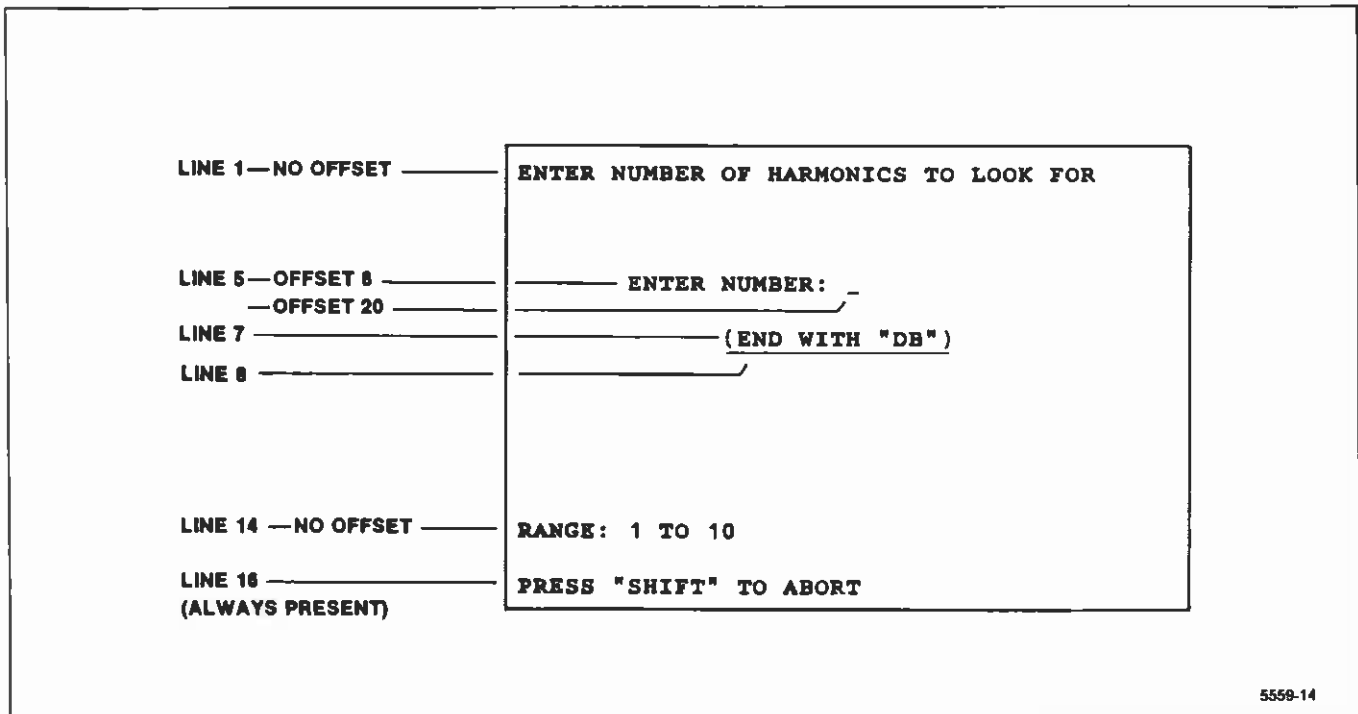 LINE 1—NO OFFSET
ENTER NUMBER OF HARMONICS TO LOOK FOR
LINE 5—OFFSET 6
ENTER NUMBER: _
—OFFSET 20
LINE 7
(END WITH "DB")
LINE 8
LINE 14 —NO OFFSET
RANGE: 1 TO 10
LINE 16
PRESS "SHIFT" TO ABORT
(ALWAYS PRESENT)
5559-14